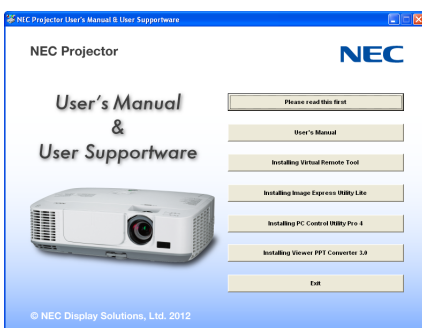 NEC Projector User's Manual & User Supportware
NEC Projector
NEC
User's Manual
&
User Supportware
Please read this first
User's Manual
Installing Virtual Remote Tool
Installing Image Express Utility Lite
Installing PC Control Utility Pro 4
Installing Viewer PPT Converter 3.0
Exit
© NEC Display Solutions, Ltd. 2012